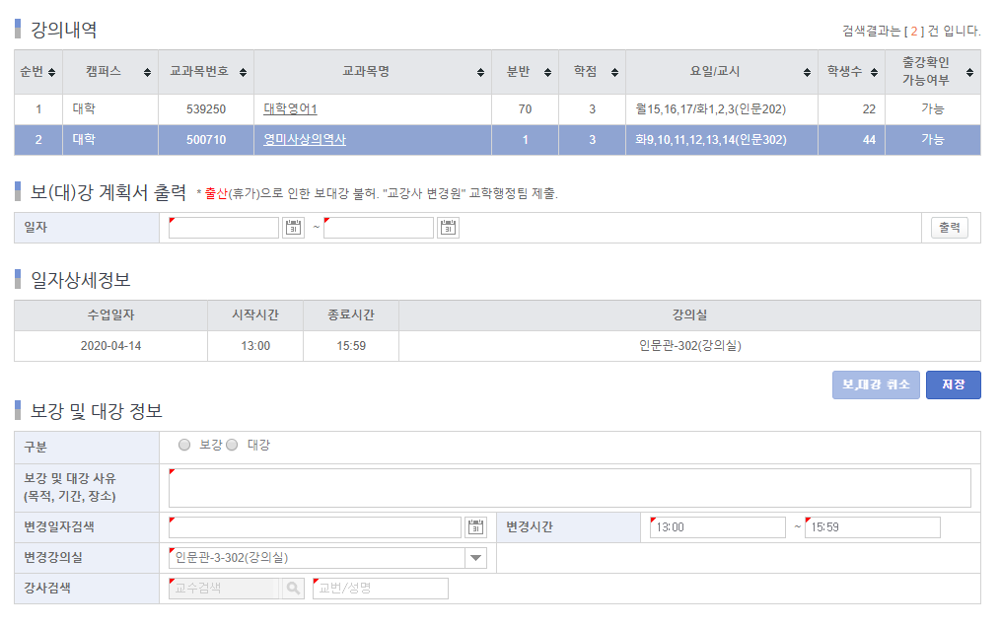 강의내역
검색결과는 [ 2 ] 건 입니다.
순번 캠퍼스 교과목번호 교과목명 분반 학점 요일/교시 학생수 출강확인
가능여부
1 대학 539250 대학영어1 70 3 월15,16,17/화1,2,3(인문202) 22 가능
2 대학 500710 영미사상의역사 1 3 화9,10,11,12,13,14(인문302) 44 가능
보(대)강 계획서 출력 * 출산(휴가)으로 인한 보대강 불허. "교강사 변경원" 교학행정팀 제출.
일자 ~ 출력
일자상세정보
수업일자 시작시간 종료시간 강의실
2020-04-14 13:00 15:59 인문관-302(강의실)
보,대강 취소 저장
보강 및 대강 정보
구분 보강 대강
보강 및 대강 사유
(목적, 기간, 장소)
변경일자검색 변경시간 13:00 ~ 15:59
변경강의실 인문관-3-302(강의실)
강사검색 교수검색 교번/성명